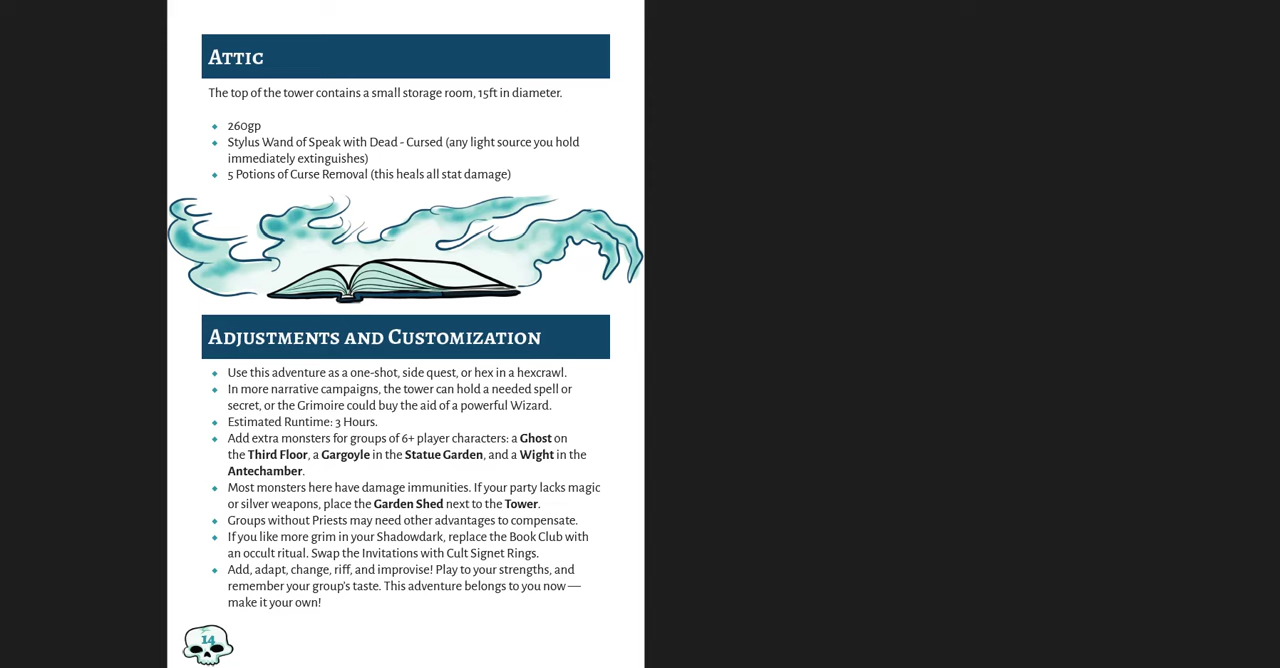 Attic
The top of the tower contains a small storage room, 15ft in diameter.
260gp
Stylus Wand of Speak with Dead - Cursed (any light source you hold
immediately extinguishes)
5 Potions of Curse Removal (this heals all stat damage)
Adjustments and Customization
Use this adventure as a one-shot, side quest, or hex in a hexcrawl.
In more narrative campaigns, the tower can hold a needed spell or
secret, or the Grimoire could buy the aid of a powerful Wizard.
Estimated Runtime: 3 Hours.
Add extra monsters for groups of 6+ player characters: a Ghost on
the Third Floor, a Gargoyle in the Statue Garden, and a Wight in the
Antechamber.
Most monsters here have damage immunities. If your party lacks magic
or silver weapons, place the Garden Shed next to the Tower.
Groups without Priests may need other advantages to compensate.
If you like more grim in your Shadowdark, replace the Book Club with
an occult ritual. Swap the Invitations with Cult Signet Rings.
Add, adapt, change, riff, and improvise! Play to your strengths, and
remember your group's taste. This adventure belongs to you now —
make it your own!
14